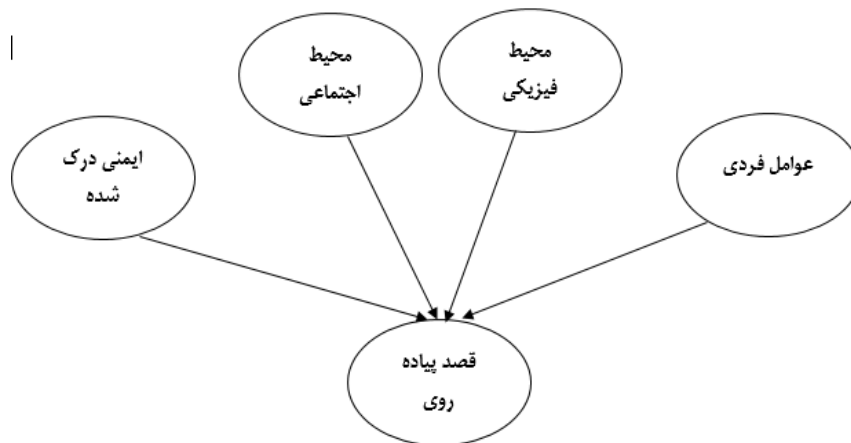 محیط
فیزیکی
محیط
اجتماعی
عوامل فردی
ایمنی درک
شده
قصد پیاده
روی